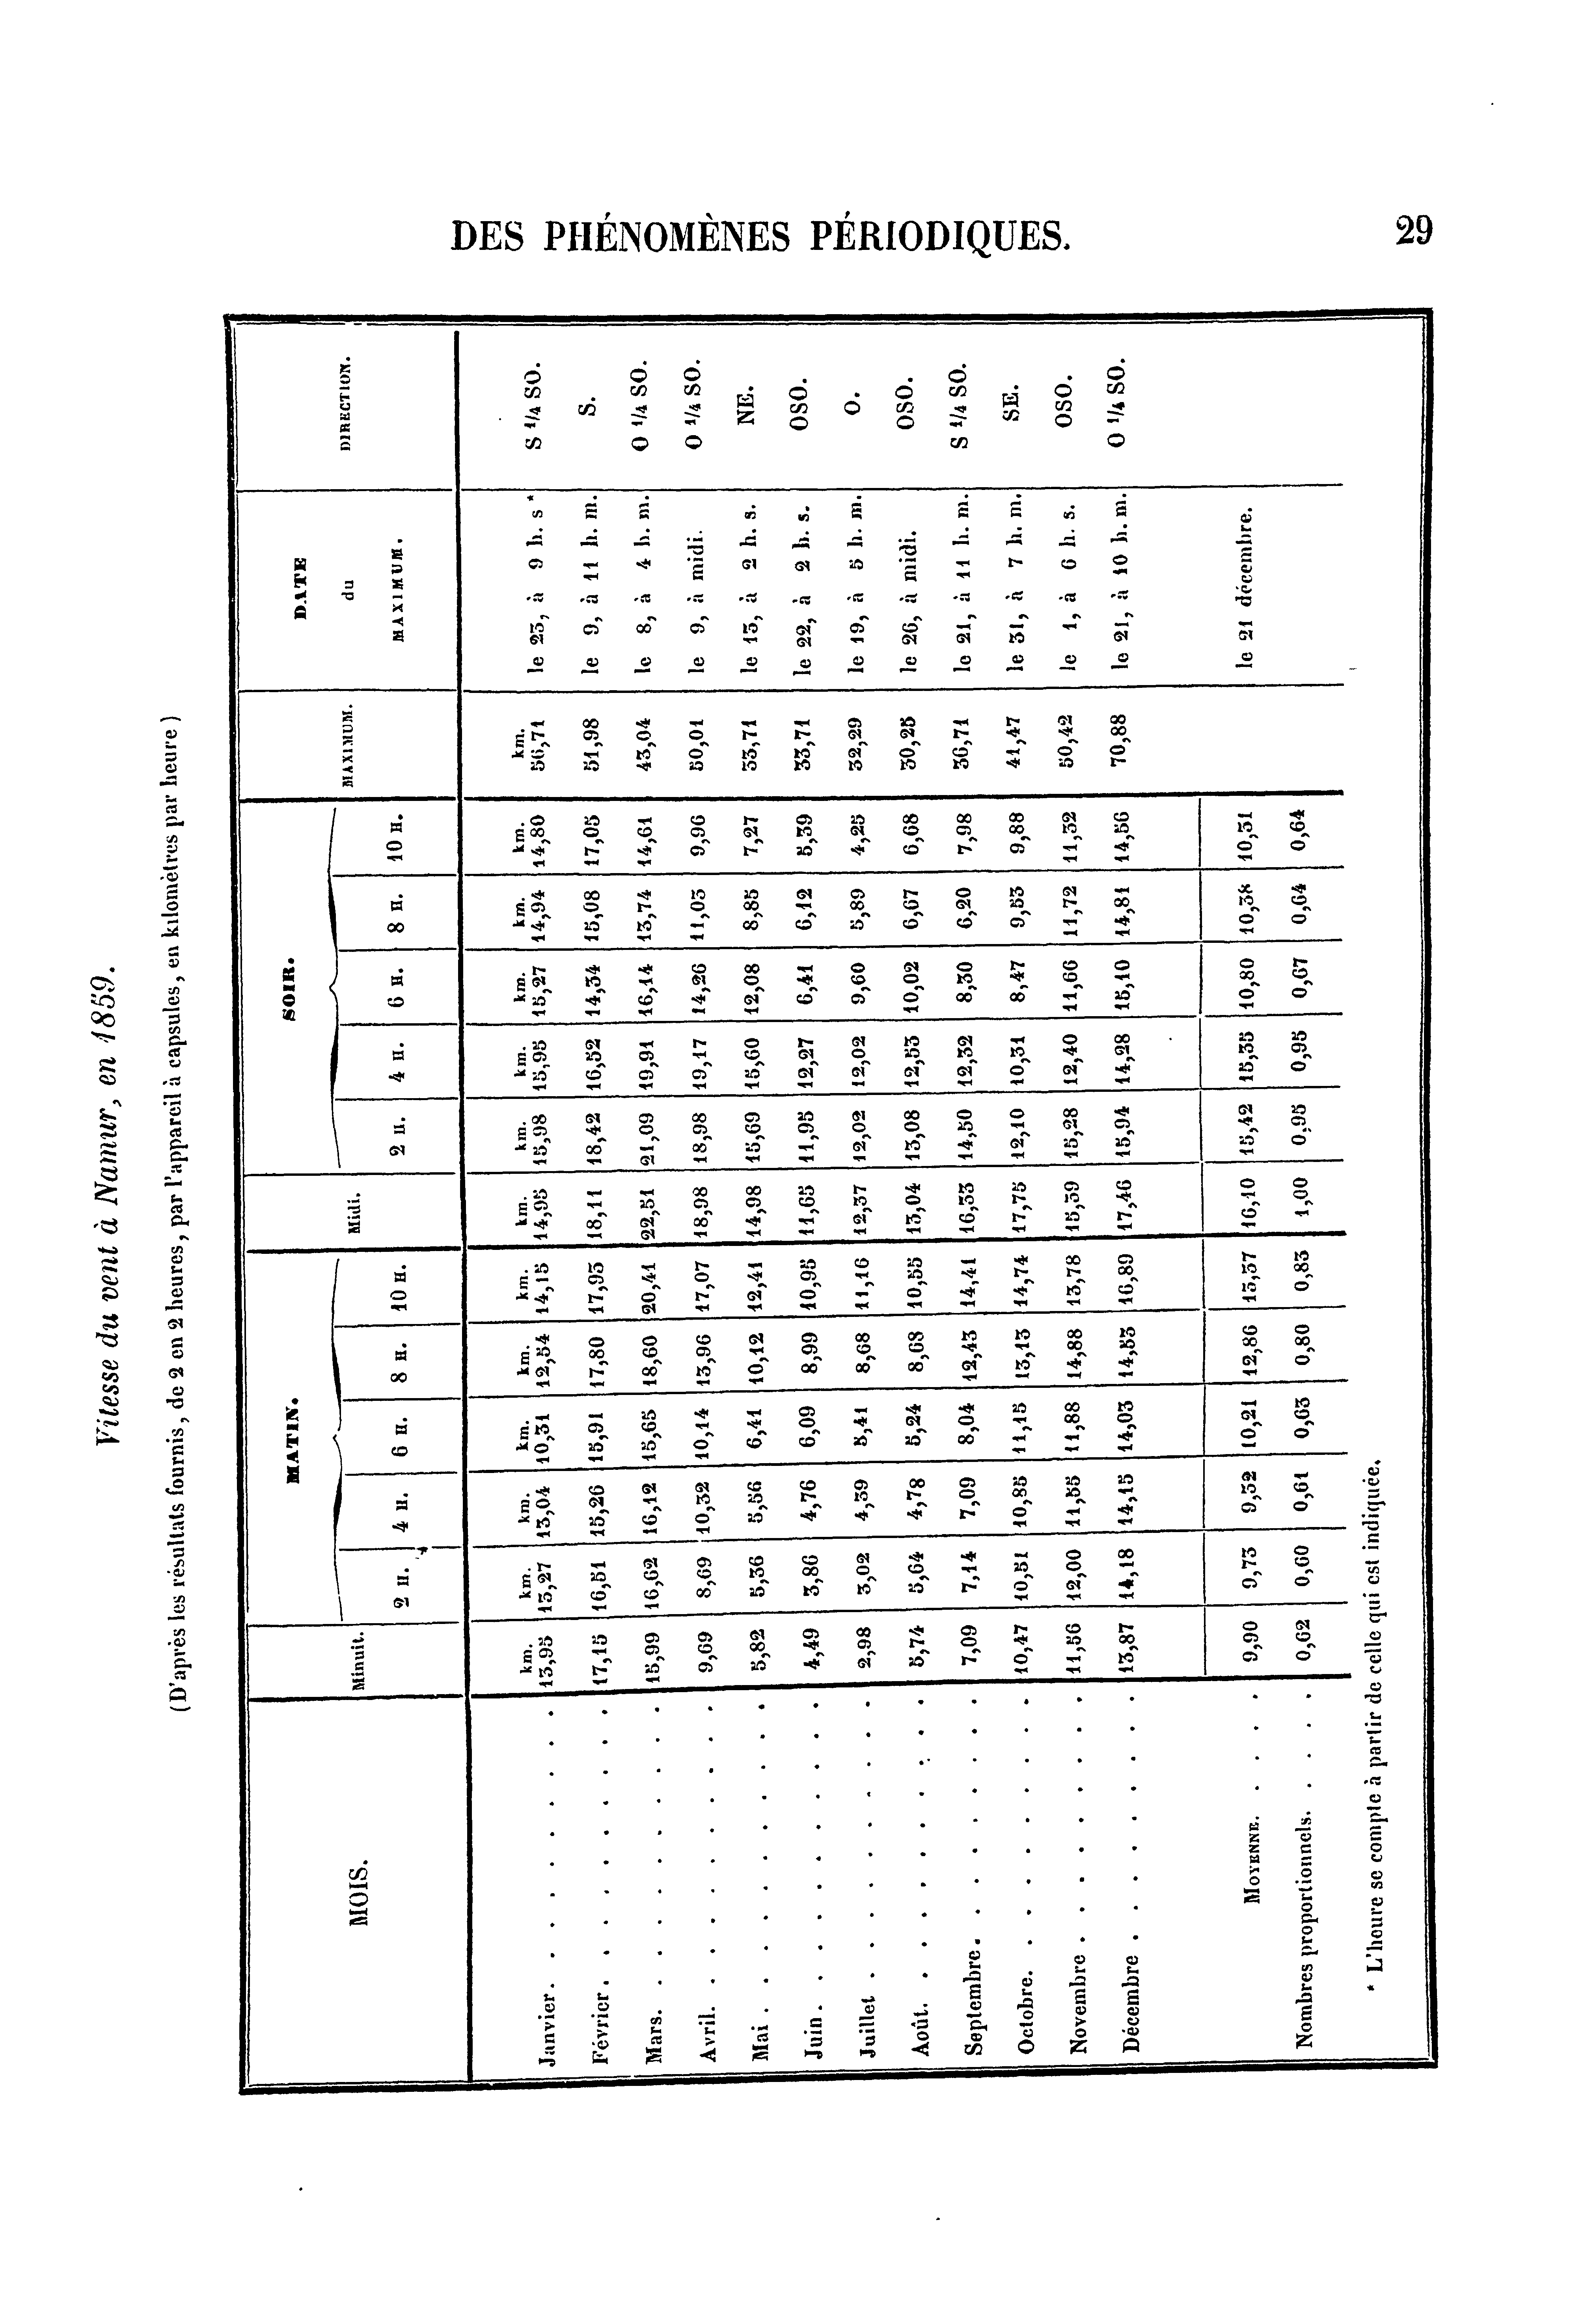 DES PHÉNOMÈNES PÉRIODIQUES. 29
Vitesse du vent à Namur, en 1859.
(D'après les résultats fournis, de 2 en 2 heures, par l'appareil à capsules, en kilomètres par heure)
MOIS. Minuit. MATIN. Midi. SOIR. MAXIMUM. DATE du MAXIMUM. DIRECTION.
2 H. 4 H. 6 H. 8 H. 10 H. 2 H. 4 H. 6 H. 8 H. 10 H.
km. km. km. km. km. km. km. km. km. km. km. km. km.
Janvier. 13,95 13,27 13,04 10,31 12,54 14,15 14,95 15,98 15,95 15,27 14,94 14,80 56,71 le 23, à 9 h. s * S 1/4 SO.
Février. 17,15 16,51 15,26 15,91 17,80 17,93 18,11 18,42 16,52 14,34 15,08 17,05 51,98 le 9, à 11 h. m. S.
Mars. 15,99 16,62 16,12 15,65 18,60 20,41 22,51 21,09 19,91 16,14 13,74 14,61 43,04 le 8, à 4 h. m. O 1/4 SO.
Avril. 9,69 8,69 10,32 10,14 13,96 17,07 18,98 18,98 19,17 14,26 11,03 9,96 50,01 le 9, à midi. O 1/4 SO.
Mai. 5,82 5,36 5,56 6,41 10,12 12,41 14,98 15,69 15,60 12,08 8,85 7,27 33,71 le 13, à 2 h. s. NE.
Juin. 4,49 3,86 4,76 6,09 8,99 10,95 11,65 11,95 12,27 6,41 6,12 5,39 33,71 le 22, à 2 h. s. OSO.
Juillet. 2,98 3,02 4,39 5,41 8,68 11,16 12,37 12,02 12,02 9,60 5,89 4,25 32,29 le 19, à 5 h. m. O.
Août. 5,74 5,64 4,78 5,24 8,68 10,55 13,04 13,08 12,53 10,02 6,67 6,68 30,25 le 26, à midi. OSO.
Septembre. 7,09 7,14 7,09 8,04 12,43 14,41 16,33 14,50 12,32 8,30 6,20 7,98 36,71 le 21, à 11 h. m. S 1/4 SO.
Octobre. 10,47 10,51 10,85 11,15 13,13 14,74 17,75 12,10 10,31 8,47 9,53 9,88 41,47 le 31, à 7 h. m. SE.
Novembre. 11,56 12,00 11,55 11,88 14,88 13,78 15,39 15,28 12,40 11,66 11,72 11,32 50,42 le 1, à 6 h. s. OSO.
Décembre. 13,87 14,18 14,15 14,03 14,53 16,89 17,46 15,94 14,28 15,10 14,81 14,56 70,88 le 21, à 10 h. m. O 1/4 SO.
MOYENNE. 9,90 9,73 9,32 10,21 12,86 13,37 16,10 15,42 15,35 10,80 10,38 10,31 le 21 décembre.
Nombres proportionnels. 0,62 0,60 0,61 0,63 0,80 0,83 1,00 0,95 0,95 0,67 0,64 0,64
* L'heure se compte à partir de celle qui est indiquée.